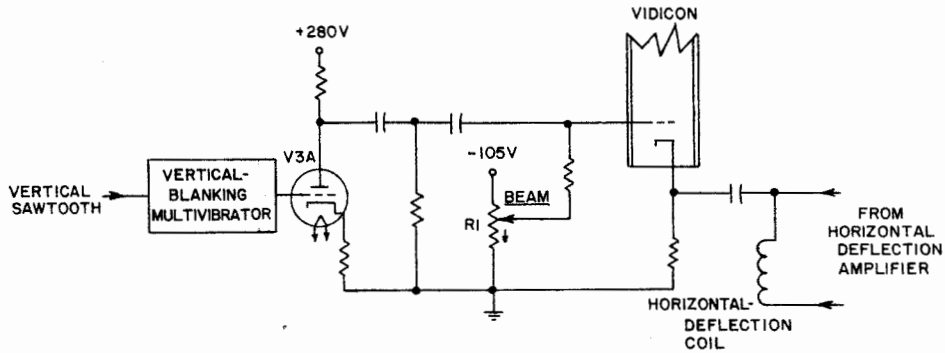 VIDICON
+280V
V3A
-105V
BEAM
R1
VERTICAL
SAWTOOTH
VERTICAL-
BLANKING
MULTIVIBRATOR
FROM
HORIZONTAL
DEFLECTION
AMPLIFIER
HORIZONTAL-
DEFLECTION
COIL